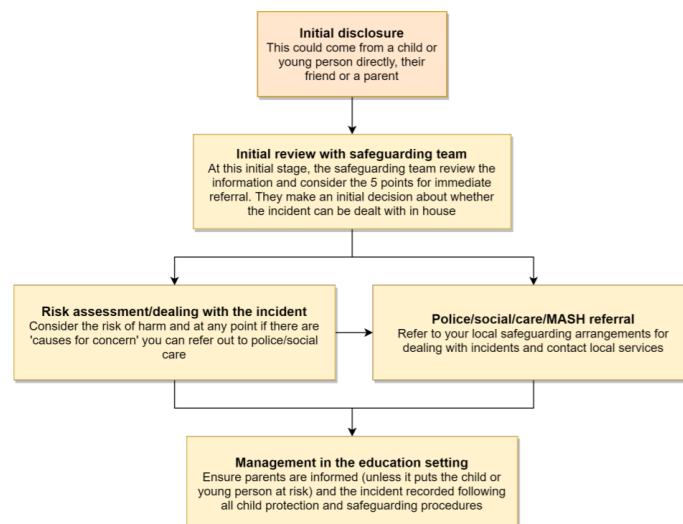 Initial disclosure
This could come from a child or
young person directly, their
friend or a parent
Initial review with safeguarding team
At this initial stage, the safeguarding team review the
information and consider the 5 points for immediate
referral. They make an initial decision about whether
the incident can be dealt with in house
Risk assessment/dealing with the incident
Consider the risk of harm and at any point if there are
'causes for concern' you can refer out to police/social
care
Police/social/care/MASH referral
Refer to your local safeguarding arrangements for
dealing with incidents and contact local services
Management in the education setting
Ensure parents are informed (unless it puts the child or
young person at risk) and the incident recorded following
all child protection and safeguarding procedures